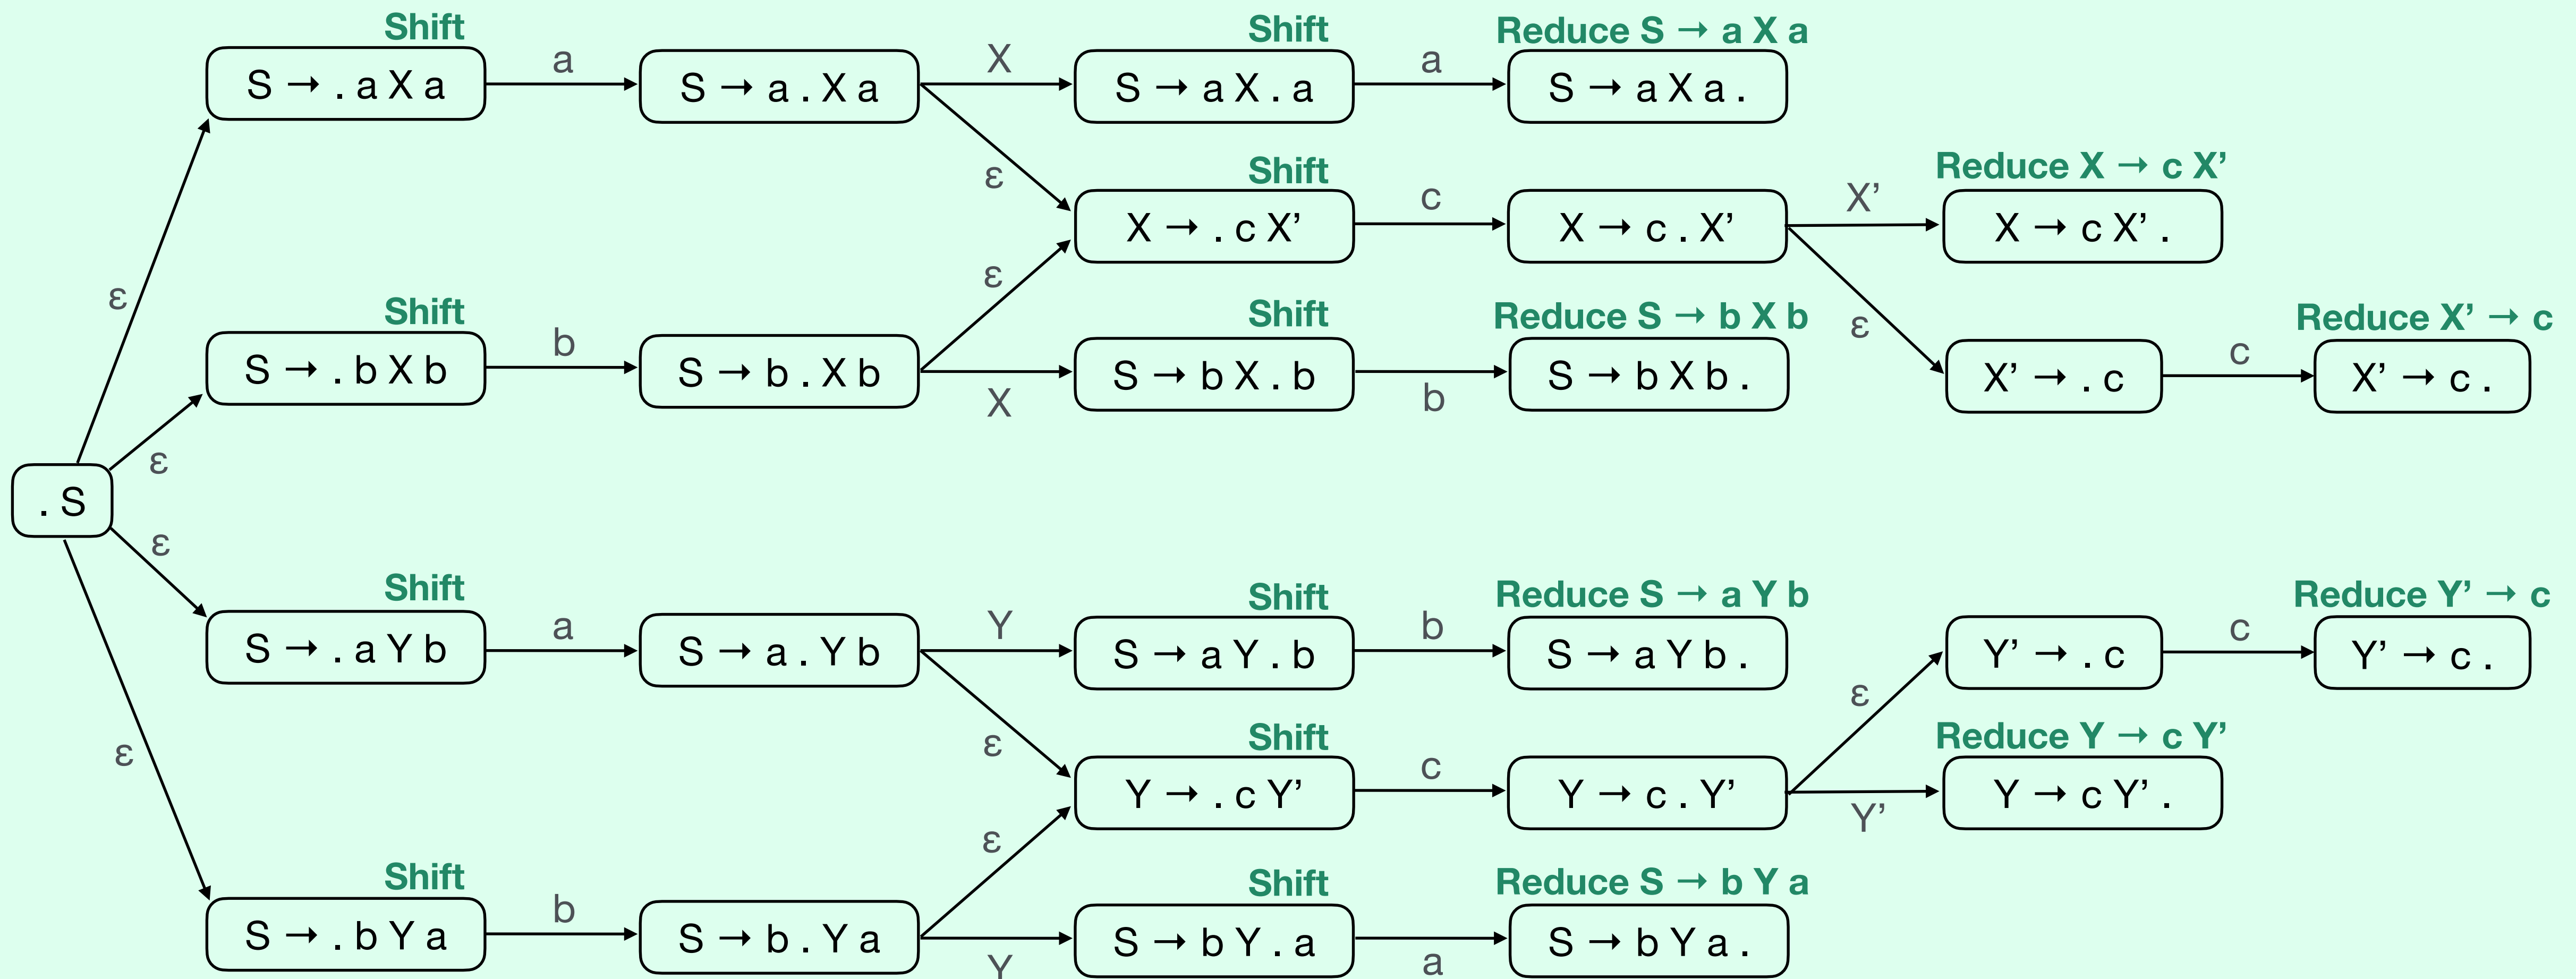 Shift
Shift
Reduce S → a X a
S → . a X a
a
S → a . X a
X
S → a X . a
a
S → a X a .
ε
Shift
Reduce X → c X’
X → . c X’
c
X → c . X’
X’
X → c X’ .
ε
Shift
ε
Shift
Reduce S → b X b
ε
Reduce X’ → c
S → . b X b
b
S → b . X b
X
S → b X . b
b
S → b X b .
X’ → . c
c
X’ → c .
ε
. S
ε
Shift
Shift
Reduce S → a Y b
Reduce Y’ → c
S → . a Y b
a
S → a . Y b
Y
S → a Y . b
b
S → a Y b .
Y’ → . c
c
Y’ → c .
ε
ε
ε
Shift
Reduce Y → c Y’
Y → . c Y’
c
Y → c . Y’
Y’
Y → c Y’ .
ε
Shift
Shift
Reduce S → b Y a
S → . b Y a
b
S → b . Y a
Y
S → b Y . a
a
S → b Y a .